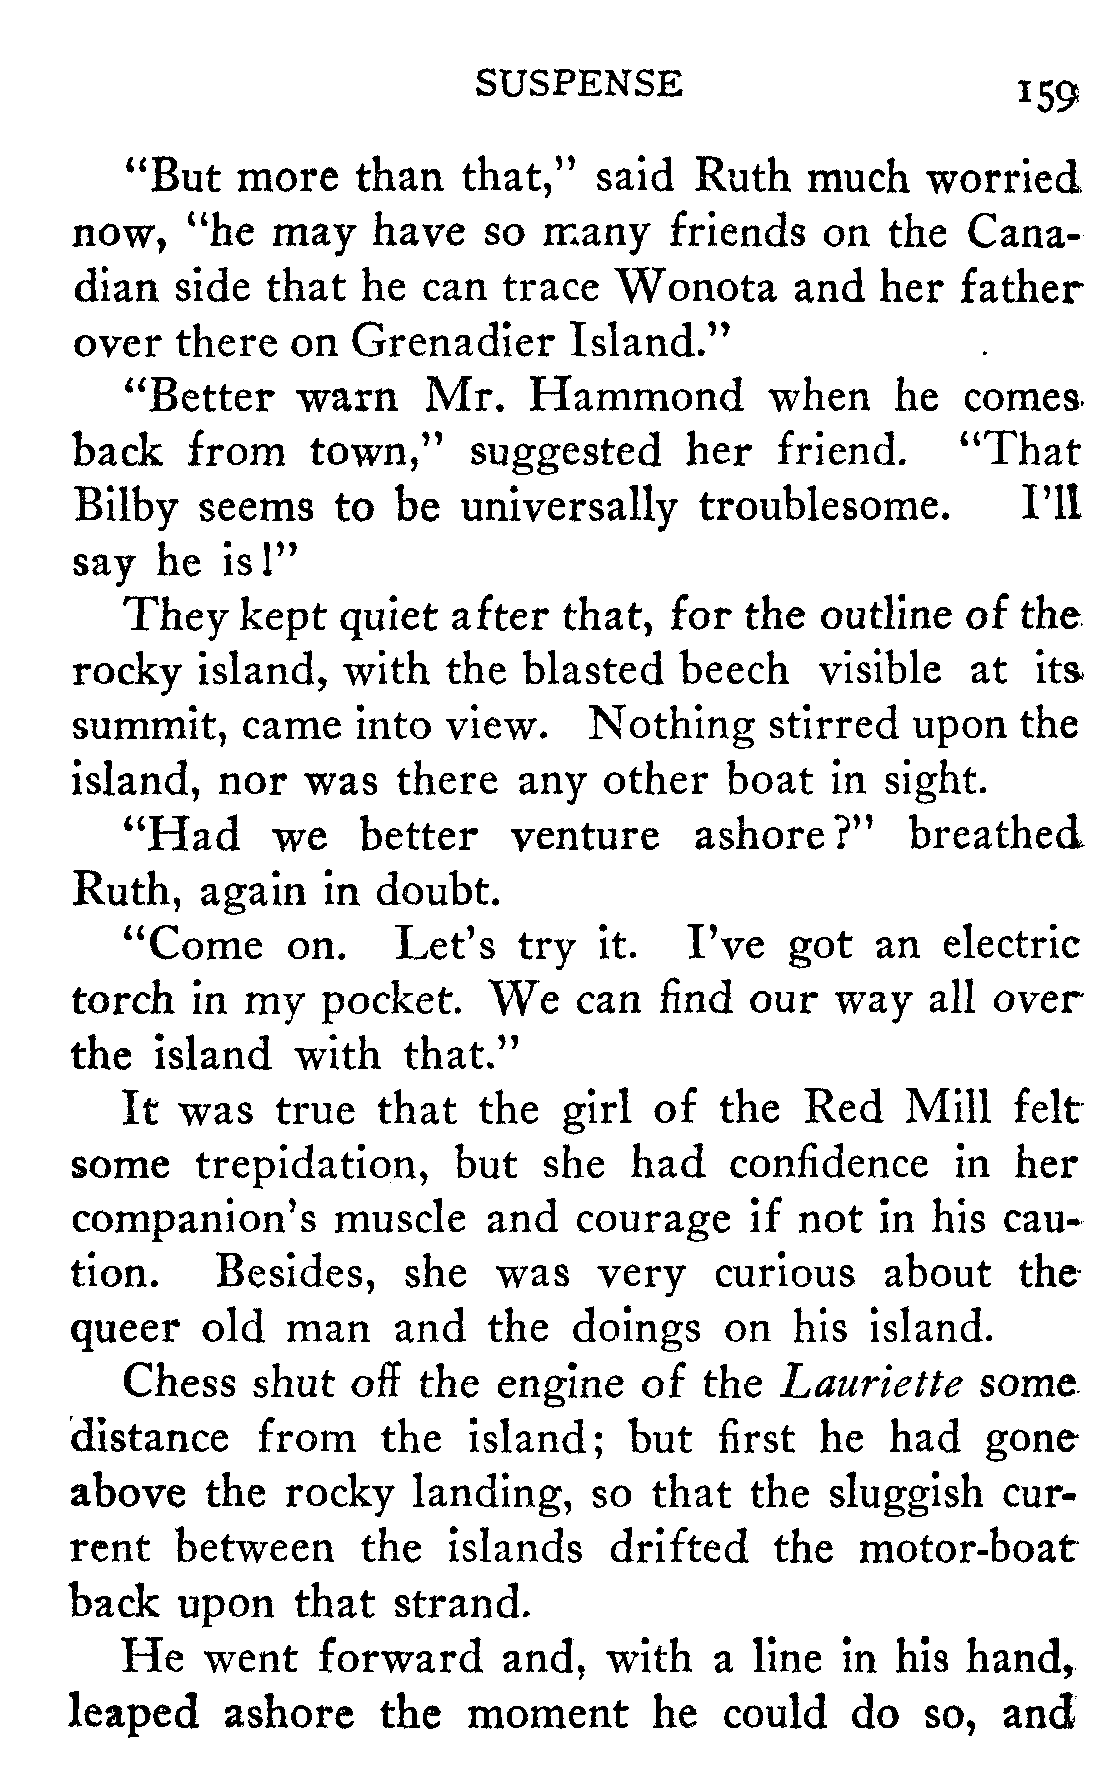 SUSPENSE 159
"But more than that," said Ruth much worried
now, "he may have so many friends on the Cana-
dian side that he can trace Wonota and her father
over there on Grenadier Island."
"Better warn Mr. Hammond when he comes
back from town," suggested her friend. "That
Bilby seems to be universally troublesome. I'll
say he is!"
They kept quiet after that, for the outline of the
rocky island, with the blasted beech visible at its
summit, came into view. Nothing stirred upon the
island, nor was there any other boat in sight.
"Had we better venture ashore?" breathed
Ruth, again in doubt.
"Come on. Let's try it. I've got an electric
torch in my pocket. We can find our way all over
the island with that."
It was true that the girl of the Red Mill felt
some trepidation, but she had confidence in her
companion's muscle and courage if not in his cau-
tion. Besides, she was very curious about the
queer old man and the doings on his island.
Chess shut off the engine of the Lauriette some
distance from the island; but first he had gone
above the rocky landing, so that the sluggish cur-
rent between the islands drifted the motor-boat
back upon that strand.
He went forward and, with a line in his hand,
leaped ashore the moment he could do so, and